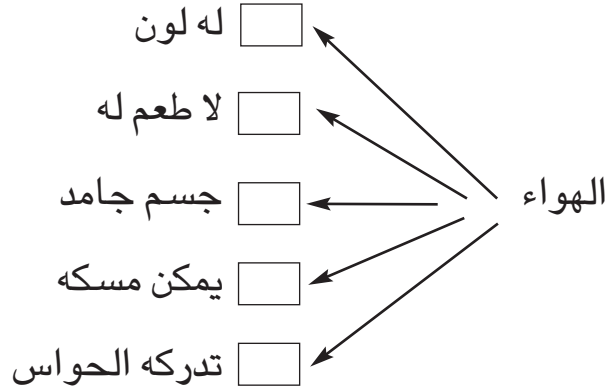 له لون
لا طعم له
جسم جامد
الهواء
يمكن مسكه
تدركه الحواس